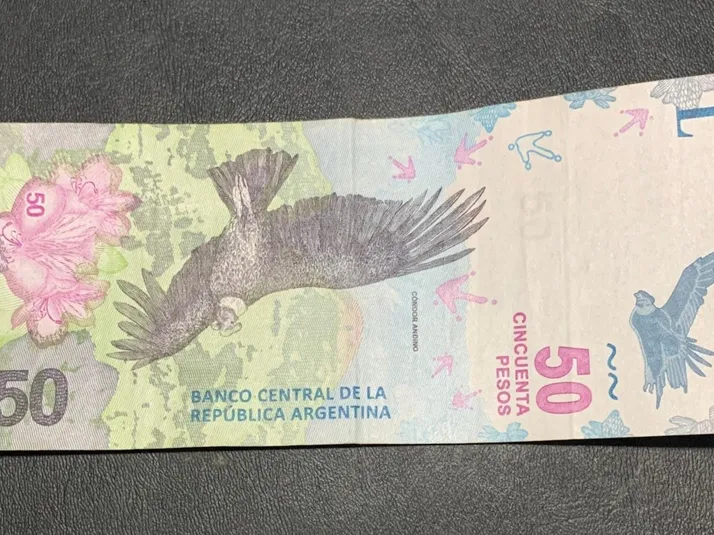 50
50
BANCO CENTRAL DE LA
REPÚBLICA ARGENTINA
CÓNDOR ANDINO
50
CINCUENTA
PESOS